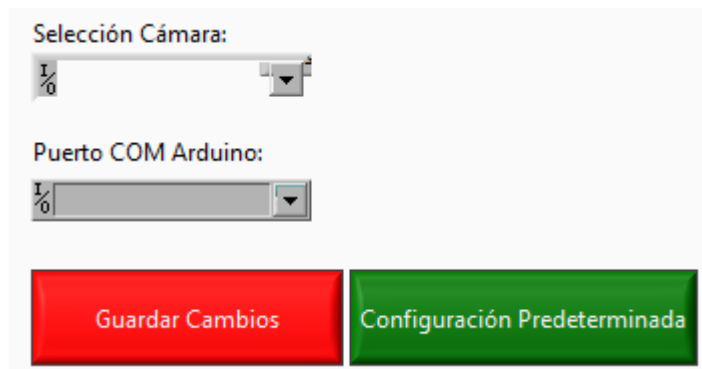 Selección Cámara:
I/O
Puerto COM Arduino:
I/O
Guardar Cambios
Configuración Predeterminada